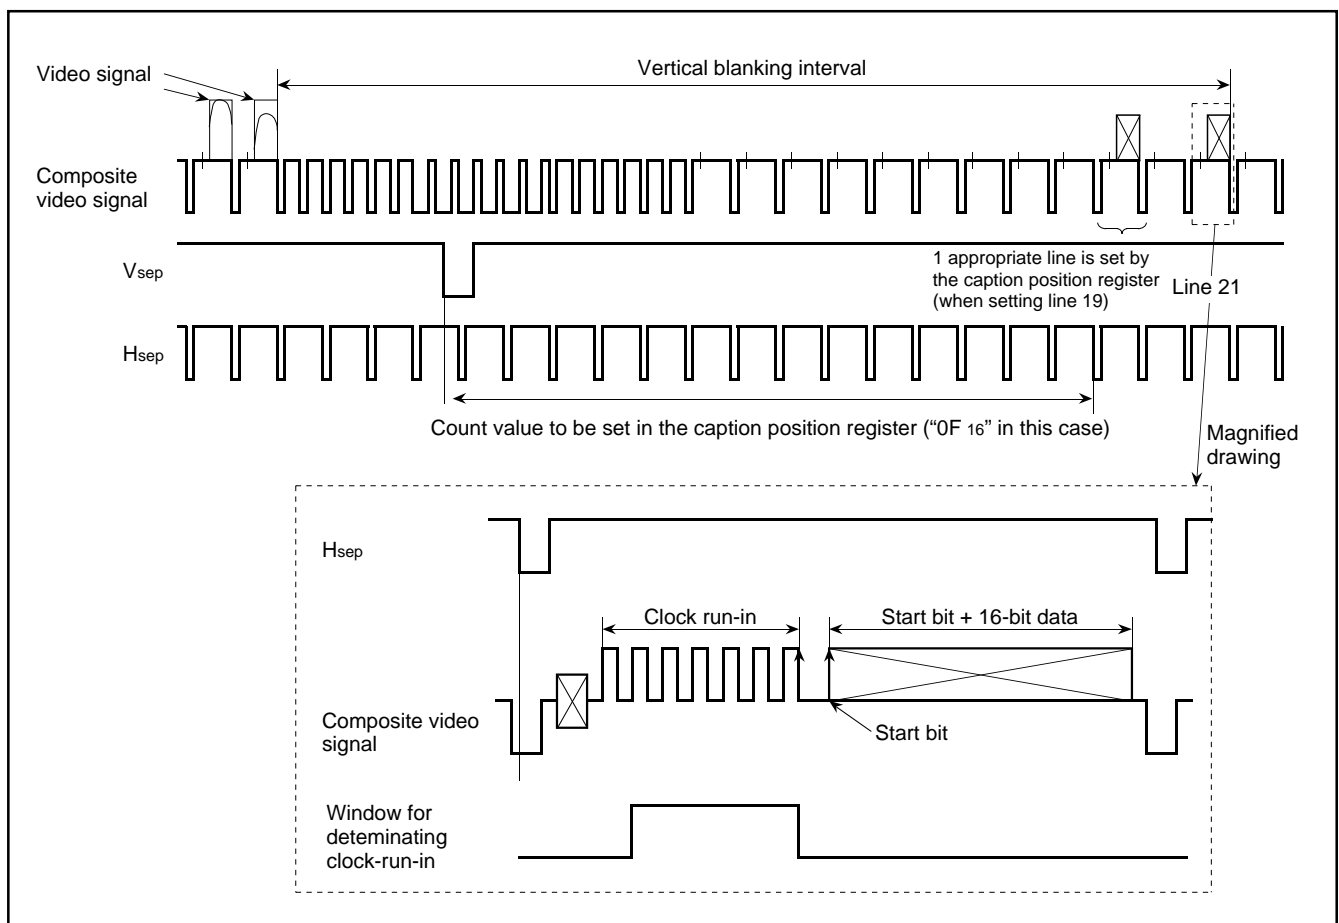 Video signal
Vertical blanking interval
Composite
video signal
Vsep
1 appropriate line is set by
the caption position register
(when setting line 19)
Line 21
Hsep
Count value to be set in the caption position register (“0F 16” in this case)
Magnified
drawing
Hsep
Clock run-in
Start bit + 16-bit data
Composite video
signal
Start bit
Window for
deteminating
clock-run-in